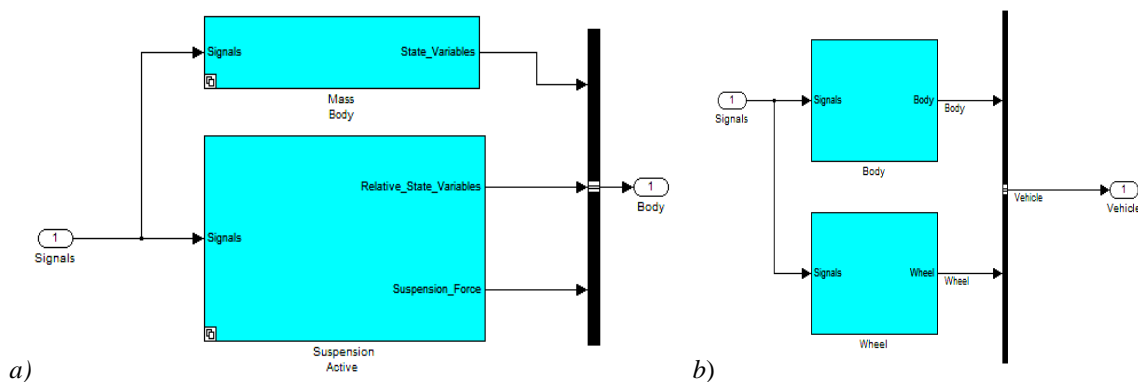 Signals
State_Variables
Mass
Body
Relative_State_Variables
1
Body
1
Signals
Signals
Suspension_Force
Suspension
Active
a)
1
Signals
Signals
Body
Body
Body
Vehicle
1
Vehicle
Signals
Wheel
Wheel
Wheel
b)